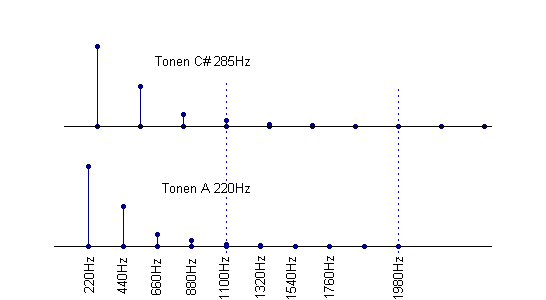 Tonen C# 285Hz
Tonen A 220Hz
220Hz
440Hz
660Hz
880Hz
1100Hz
1320Hz
1540Hz
1760Hz
1980Hz